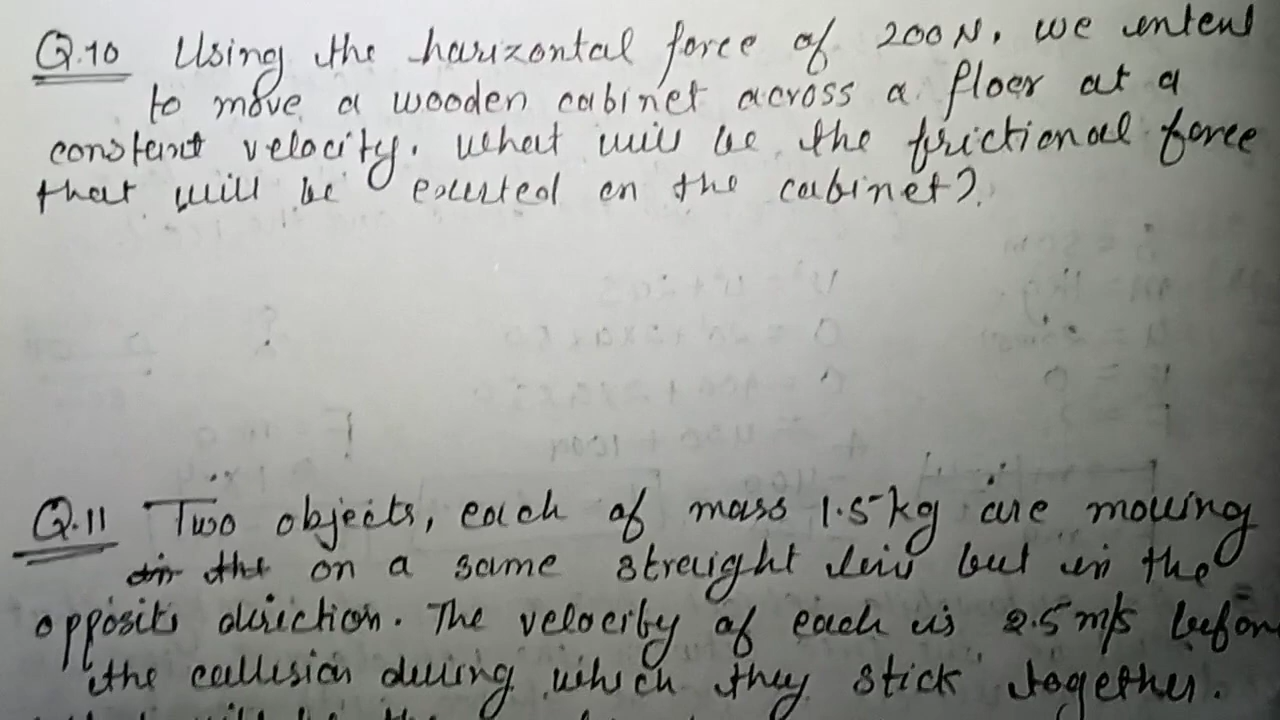 Q.10 Using the harizontal force of 200N, we intend
to move a wooden cabinet across a floor at a
constant velocity. What will be the frictional force
that will be exerted on the cabinet?
Q.11 Two objects, each of mass 1.5 kg are moving
on a same straight line but in the
opposite direction. The velocity of each is 2.5 m/s before
the collision during which they stick together.